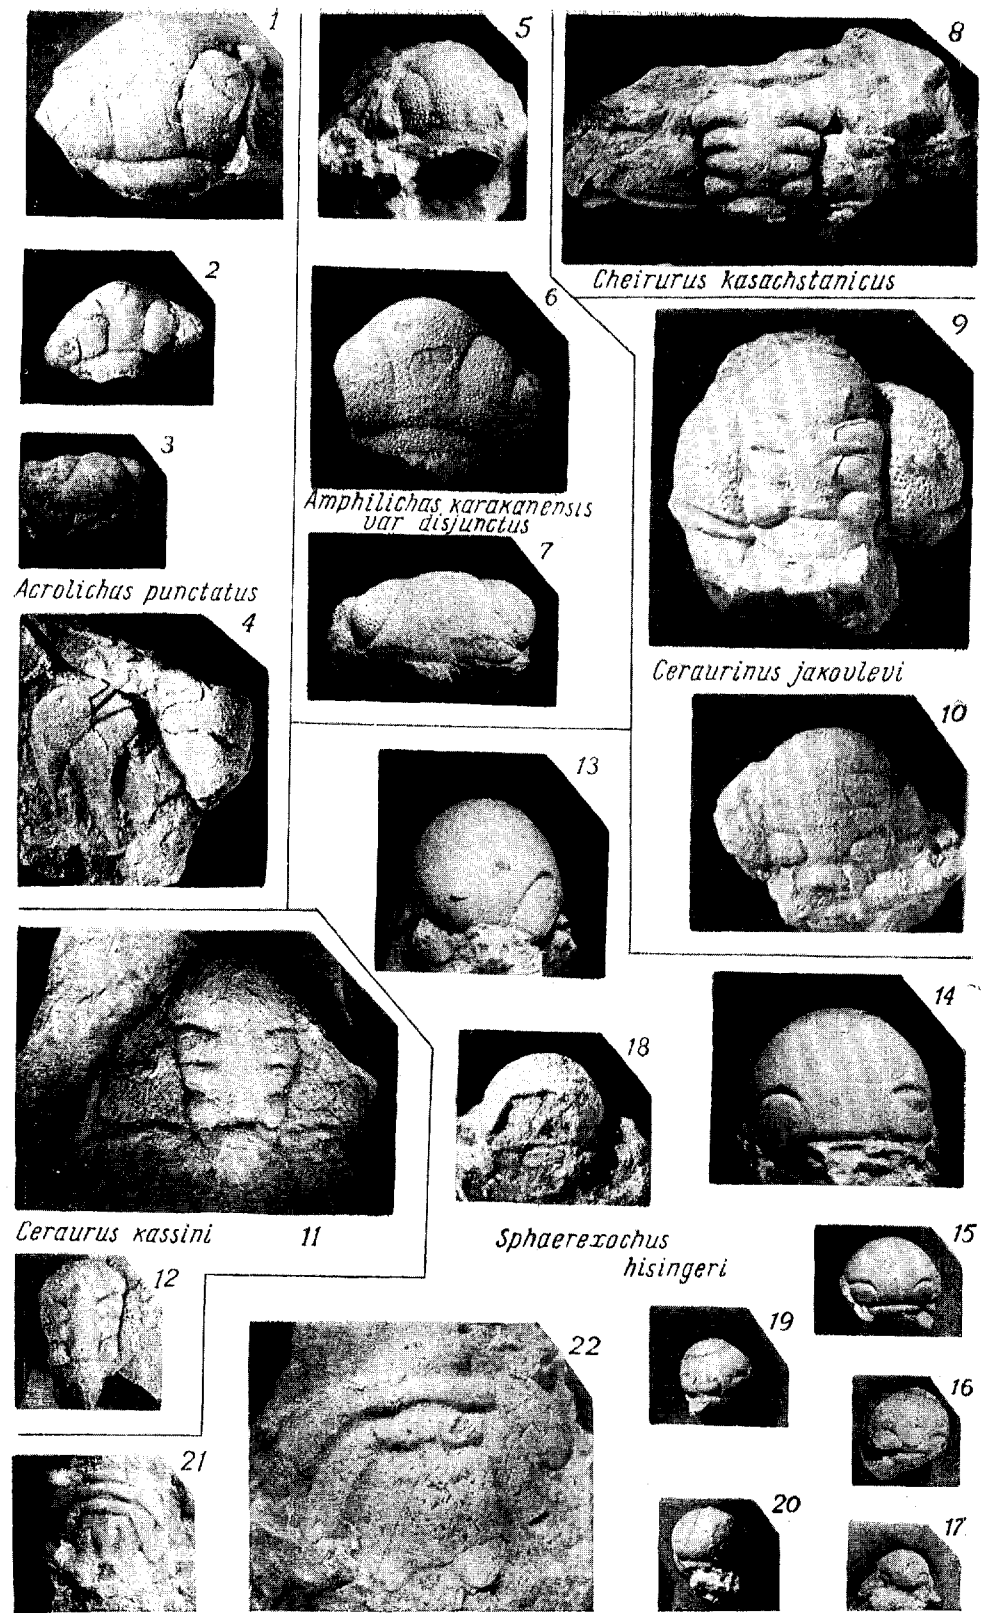 1
5
8
Cheirurus kasachstanicus
2
6
9
3
Amphilichas karakanensis
var disjunctus
7
Acrolichas punctatus
4
Ceraurinus jakovlevi
10
13
14
18
Ceraurus kassini
11
Sphaerexochus
hisingeri
15
12
19
22
16
21
20
17